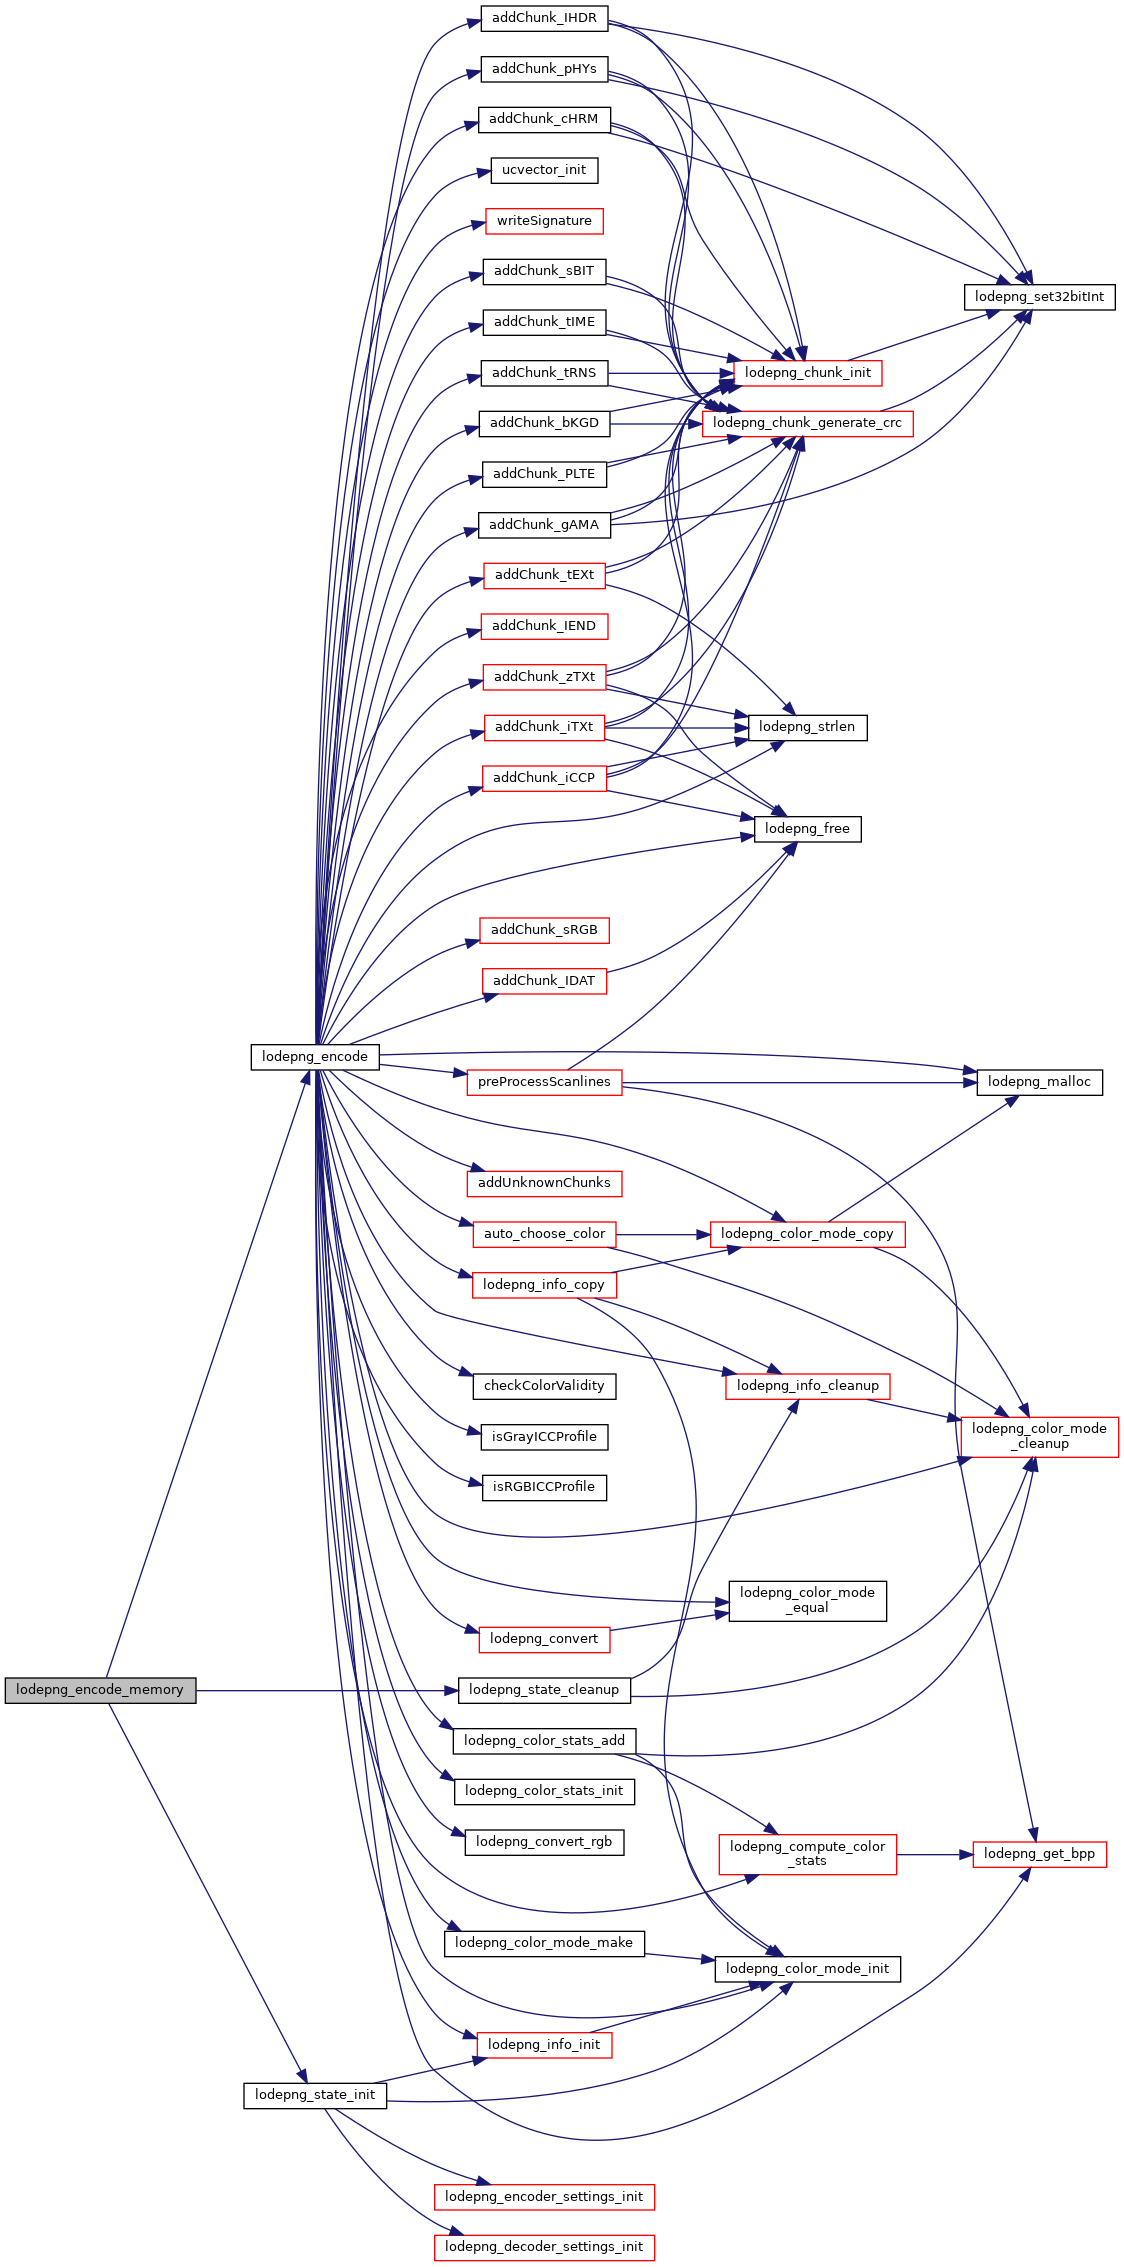 addChunk_IHDR
addChunk_pHYs
addChunk_cHRM
ucvector_init
writeSignature
addChunk_sBIT
lodepng_set32bitInt
addChunk_tIME
addChunk_tRNS
lodepng_chunk_init
addChunk_bKGD
lodepng_chunk_generate_crc
addChunk_PLTE
addChunk_gAMA
addChunk_tEXt
addChunk_IEND
addChunk_zTXt
addChunk_iTXt
lodepng_strlen
addChunk_iCCP
lodepng_free
addChunk_sRGB
addChunk_IDAT
lodepng_encode
preProcessScanlines
lodepng_malloc
addUnknownChunks
auto_choose_color
lodepng_color_mode_copy
lodepng_info_copy
checkColorValidity
lodepng_info_cleanup
isGrayICCProfile
lodepng_color_mode
_cleanup
isRGBICCProfile
lodepng_color_mode
_equal
lodepng_convert
lodepng_encode_memory
lodepng_state_cleanup
lodepng_color_stats_add
lodepng_color_stats_init
lodepng_convert_rgb
lodepng_compute_color
_stats
lodepng_get_bpp
lodepng_color_mode_make
lodepng_color_mode_init
lodepng_info_init
lodepng_state_init
lodepng_encoder_settings_init
lodepng_decoder_settings_init